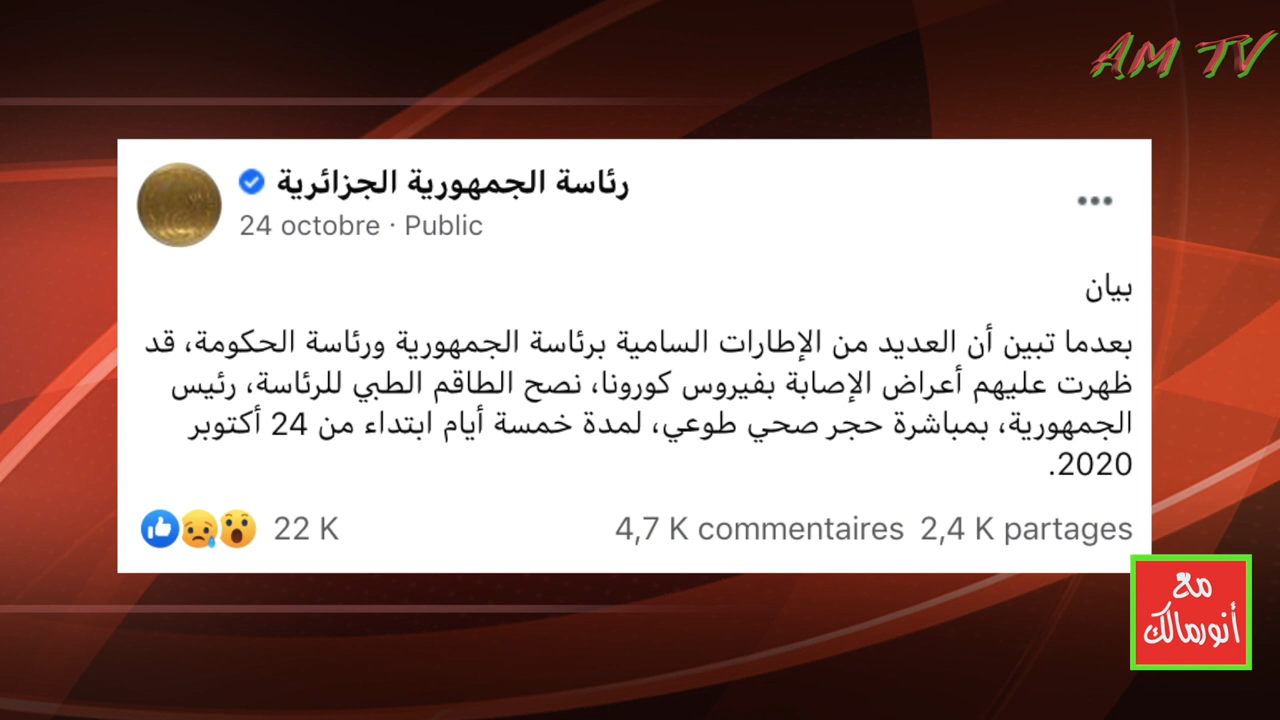 AM TV
رئاسة الجمهورية الجزائرية
24 octobre · Public
بيان
بعدما تبين أن العديد من الإطارات السامية برئاسة الجمهورية ورئاسة الحكومة، قد
ظهرت عليهم أعراض الإصابة بفيروس كورونا، نصح الطاقم الطبي للرئاسة، رئيس
الجمهورية، بمباشرة حجر صحي طوعي، لمدة خمسة أيام ابتداء من 24 أكتوبر
2020.
22 K 4,7 K commentaires 2,4 K partages
مع
أنورمالك